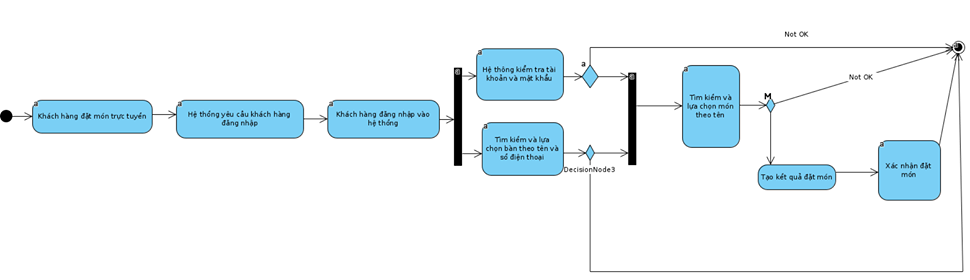 Not OK
a
Khách hàng đặt món trực tuyến
a
Hệ thống yêu cầu khách hàng
đăng nhập
a
Khách hàng đăng nhập vào
hệ thống
a
Hệ thông kiểm tra tài
khoản và mật khẩu
a
a
Tìm kiếm và lựa
chọn bàn theo tên và
số điện thoại
DecisionNode3
a
Tìm kiếm và
lựa chọn món
theo tên
M
Not OK
Tạo kết quả đặt món
a
Xác nhận đặt
món